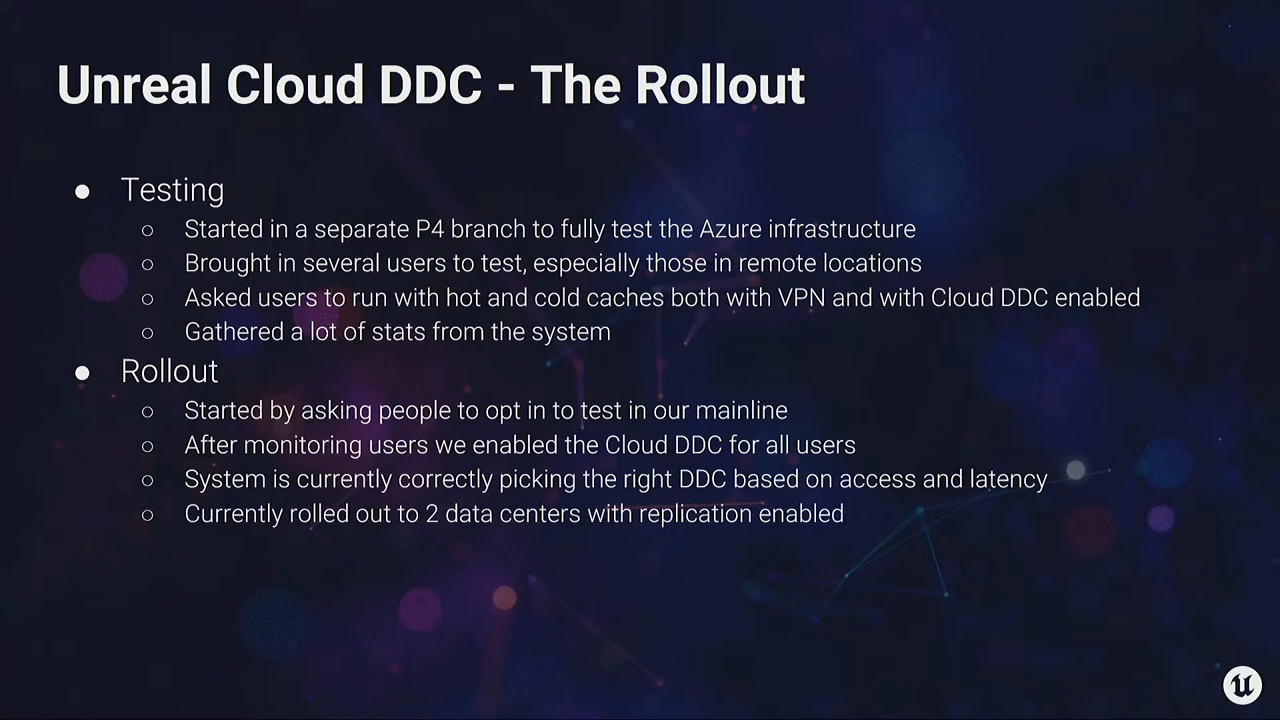 Unreal Cloud DDC - The Rollout
● Testing
○ Started in a separate P4 branch to fully test the Azure infrastructure
○ Brought in several users to test, especially those in remote locations
○ Asked users to run with hot and cold caches both with VPN and with Cloud DDC enabled
○ Gathered a lot of stats from the system
● Rollout
○ Started by asking people to opt in to test in our mainline
○ After monitoring users we enabled the Cloud DDC for all users
○ System is currently correctly picking the right DDC based on access and latency
○ Currently rolled out to 2 data centers with replication enabled